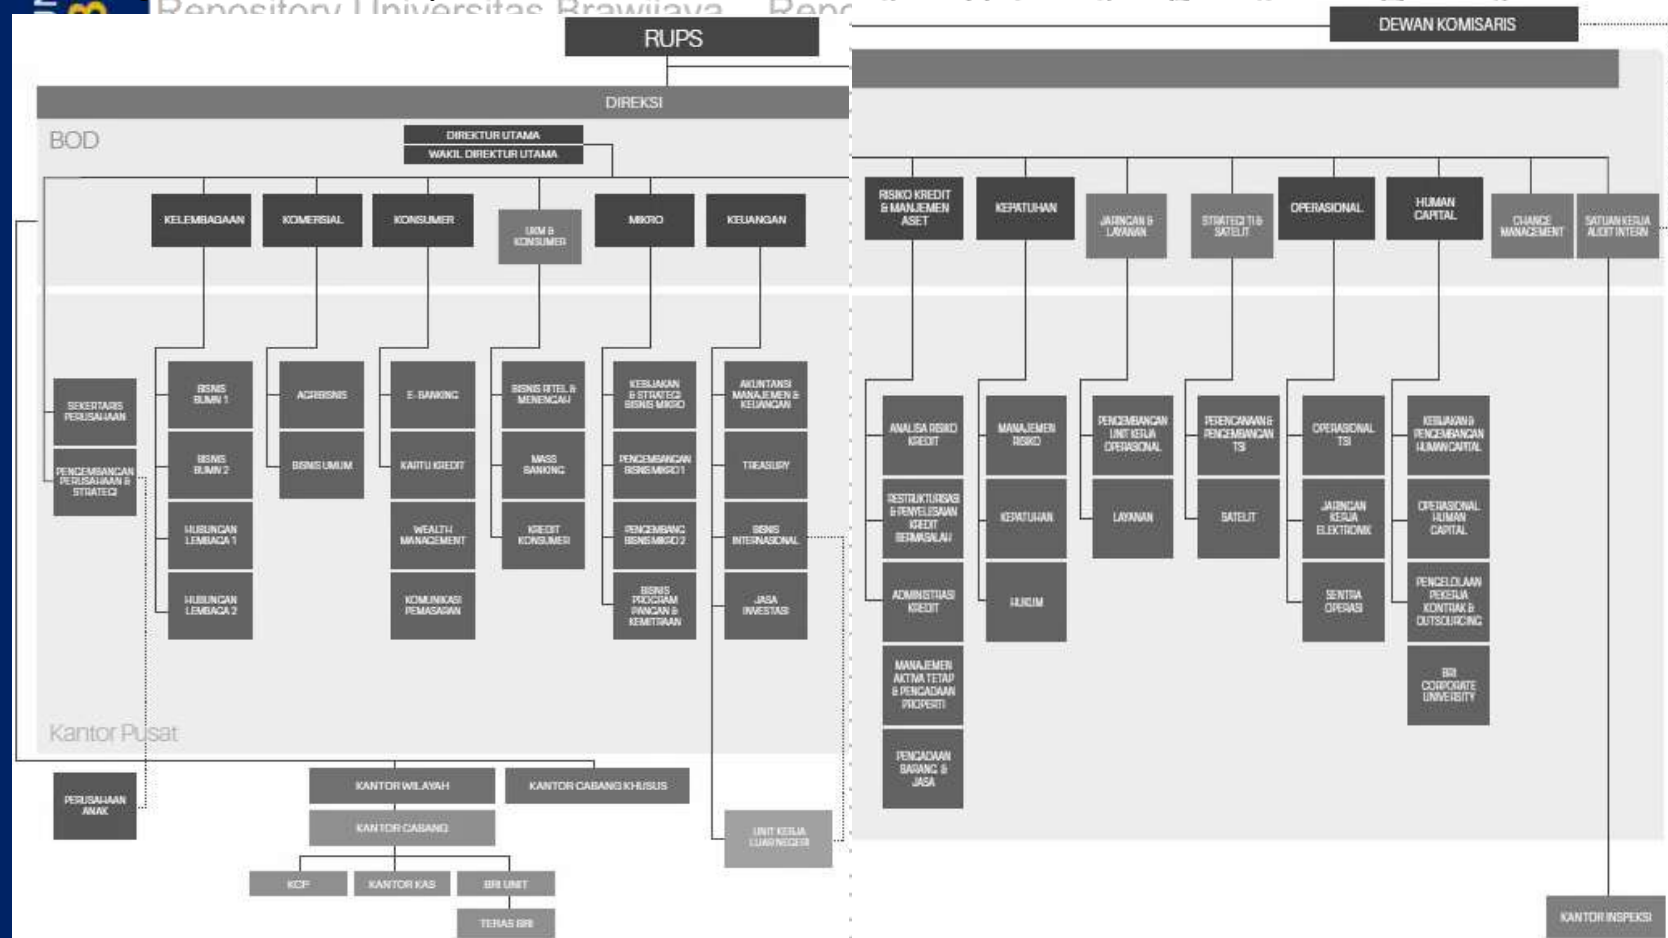 Repository Universitas Brawijaya
RUPS
DEWAN KOMISARIS
DIREKSI
BOD
DIREKTUR UTAMA
WAKIL DIREKTUR UTAMA
KELEMBAGAAN
KOMERSIAL
KONSUMER
UKM &
KONSUMER
MIKRO
KEUANGAN
RISIKO KREDIT
& MANJEMEN
ASET
KEPATUHAN
JARINGAN &
LAYANAN
STRATEGI TI &
SATELIT
OPERASIONAL
HUMAN
CAPITAL
CHANGE
MANAGEMENT
SATUAN KERJA
AUDIT INTERN
SEKERTARIS
PERUSAHAAN
PENGEMBANGAN
PERUSAHAAN &
STRATEGI
BISNIS
BUMN 1
BISNIS
BUMN 2
HUBUNGAN
LEMBAGA 1
HUBUNGAN
LEMBAGA 2
AGRIBISNIS
BISNIS UMUM
E-BANKING
KARTU KREDIT
WEALTH
MANAGEMENT
KOMUNIKASI
PEMASARAN
BISNIS RITEL &
MENENGAH
MASS
BANKING
KREDIT
KONSUMER
KEBIJAKAN
& STRATEGI
BISNIS MIKRO
PENGEMBANGAN
BISNIS MIKRO 1
PENGEMBANG
BISNIS MIKRO 2
BISNIS
PROGRAM
PANGAN &
KEMITRAAN
AKUNTANSI
MANAJEMEN &
KEUANGAN
TREASURY
BISNIS
INTERNASIONAL
JASA
INVESTASI
ANALISA RISIKO
KREDIT
RESTRUKTURISASI
& PENYELESAIAN
KREDIT
BERMASALAH
ADMINISTRASI
KREDIT
MANAJEMEN
AKTIVA TETAP
& PENGADAAN
PROPERTI
PENGADAAN
BARANG &
JASA
MANAJEMEN
RISIKO
KEPATUHAN
HUKUM
PENGEMBANGAN
UNIT KERJA
OPERASIONAL
LAYANAN
PERENCANAAN &
PENGEMBANGAN
TSI
SATELIT
OPERASIONAL
TSI
JARINGAN
KERJA
ELEKTRONIK
SENTRA
OPERASI
KEBIJAKAN &
PENGEMBANGAN
HUMAN CAPITAL
OPERASIONAL
HUMAN
CAPITAL
PENGELOLAAN
PEKERJA
KONTRAK &
OUTSOURCING
BRI
CORPORATE
UNIVERSITY
Kantor Pusat
PERUSAHAAN
ANAK
KANTOR WILAYAH
KANTOR CABANG KHUSUS
KANTOR CABANG
UNIT KERJA
LUAR NEGERI
KCP
KANTOR KAS
BRI UNIT
TERAS BRI
KANTOR INSPEKSI